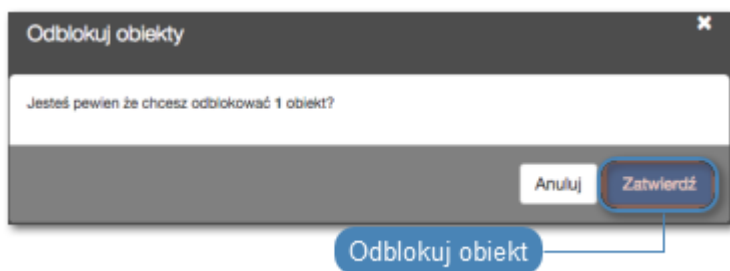 Odblokuj obiekty
Jesteś pewien że chcesz odblokować 1 obiekt?
Anuluj Zatwierdź
Odblokuj obiekt